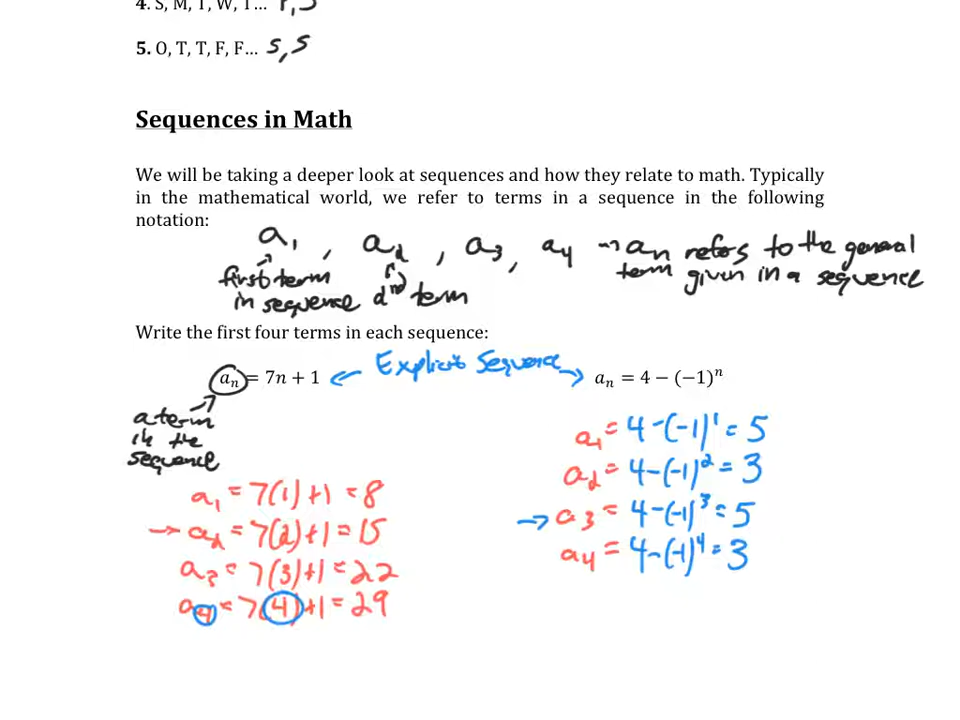 4. S, M, T, W, T...
5. O, T, T, F, F... S, S
Sequences in Math
We will be taking a deeper look at sequences and how they relate to math. Typically
in the mathematical world, we refer to terms in a sequence in the following
notation:
a₁ , a₂ , a₃ , a₄ → an refers to the general
term given in a sequence
first term
in sequence
2nd term
Write the first four terms in each sequence:
Explicit Sequence
aₙ = 7n + 1
aₙ = 4 − (−1)ⁿ
a term
in the
sequence
a₁ = 7(1)+1 = 8
→ a₂ = 7(2)+1 = 15
a₃ = 7(3)+1 = 22
a₄ = 7(4)+1 = 29
a₁ = 4-(-1)¹ = 5
a₂ = 4-(-1)² = 3
→ a₃ = 4-(-1)³ = 5
a₄ = 4-(-1)⁴ = 3